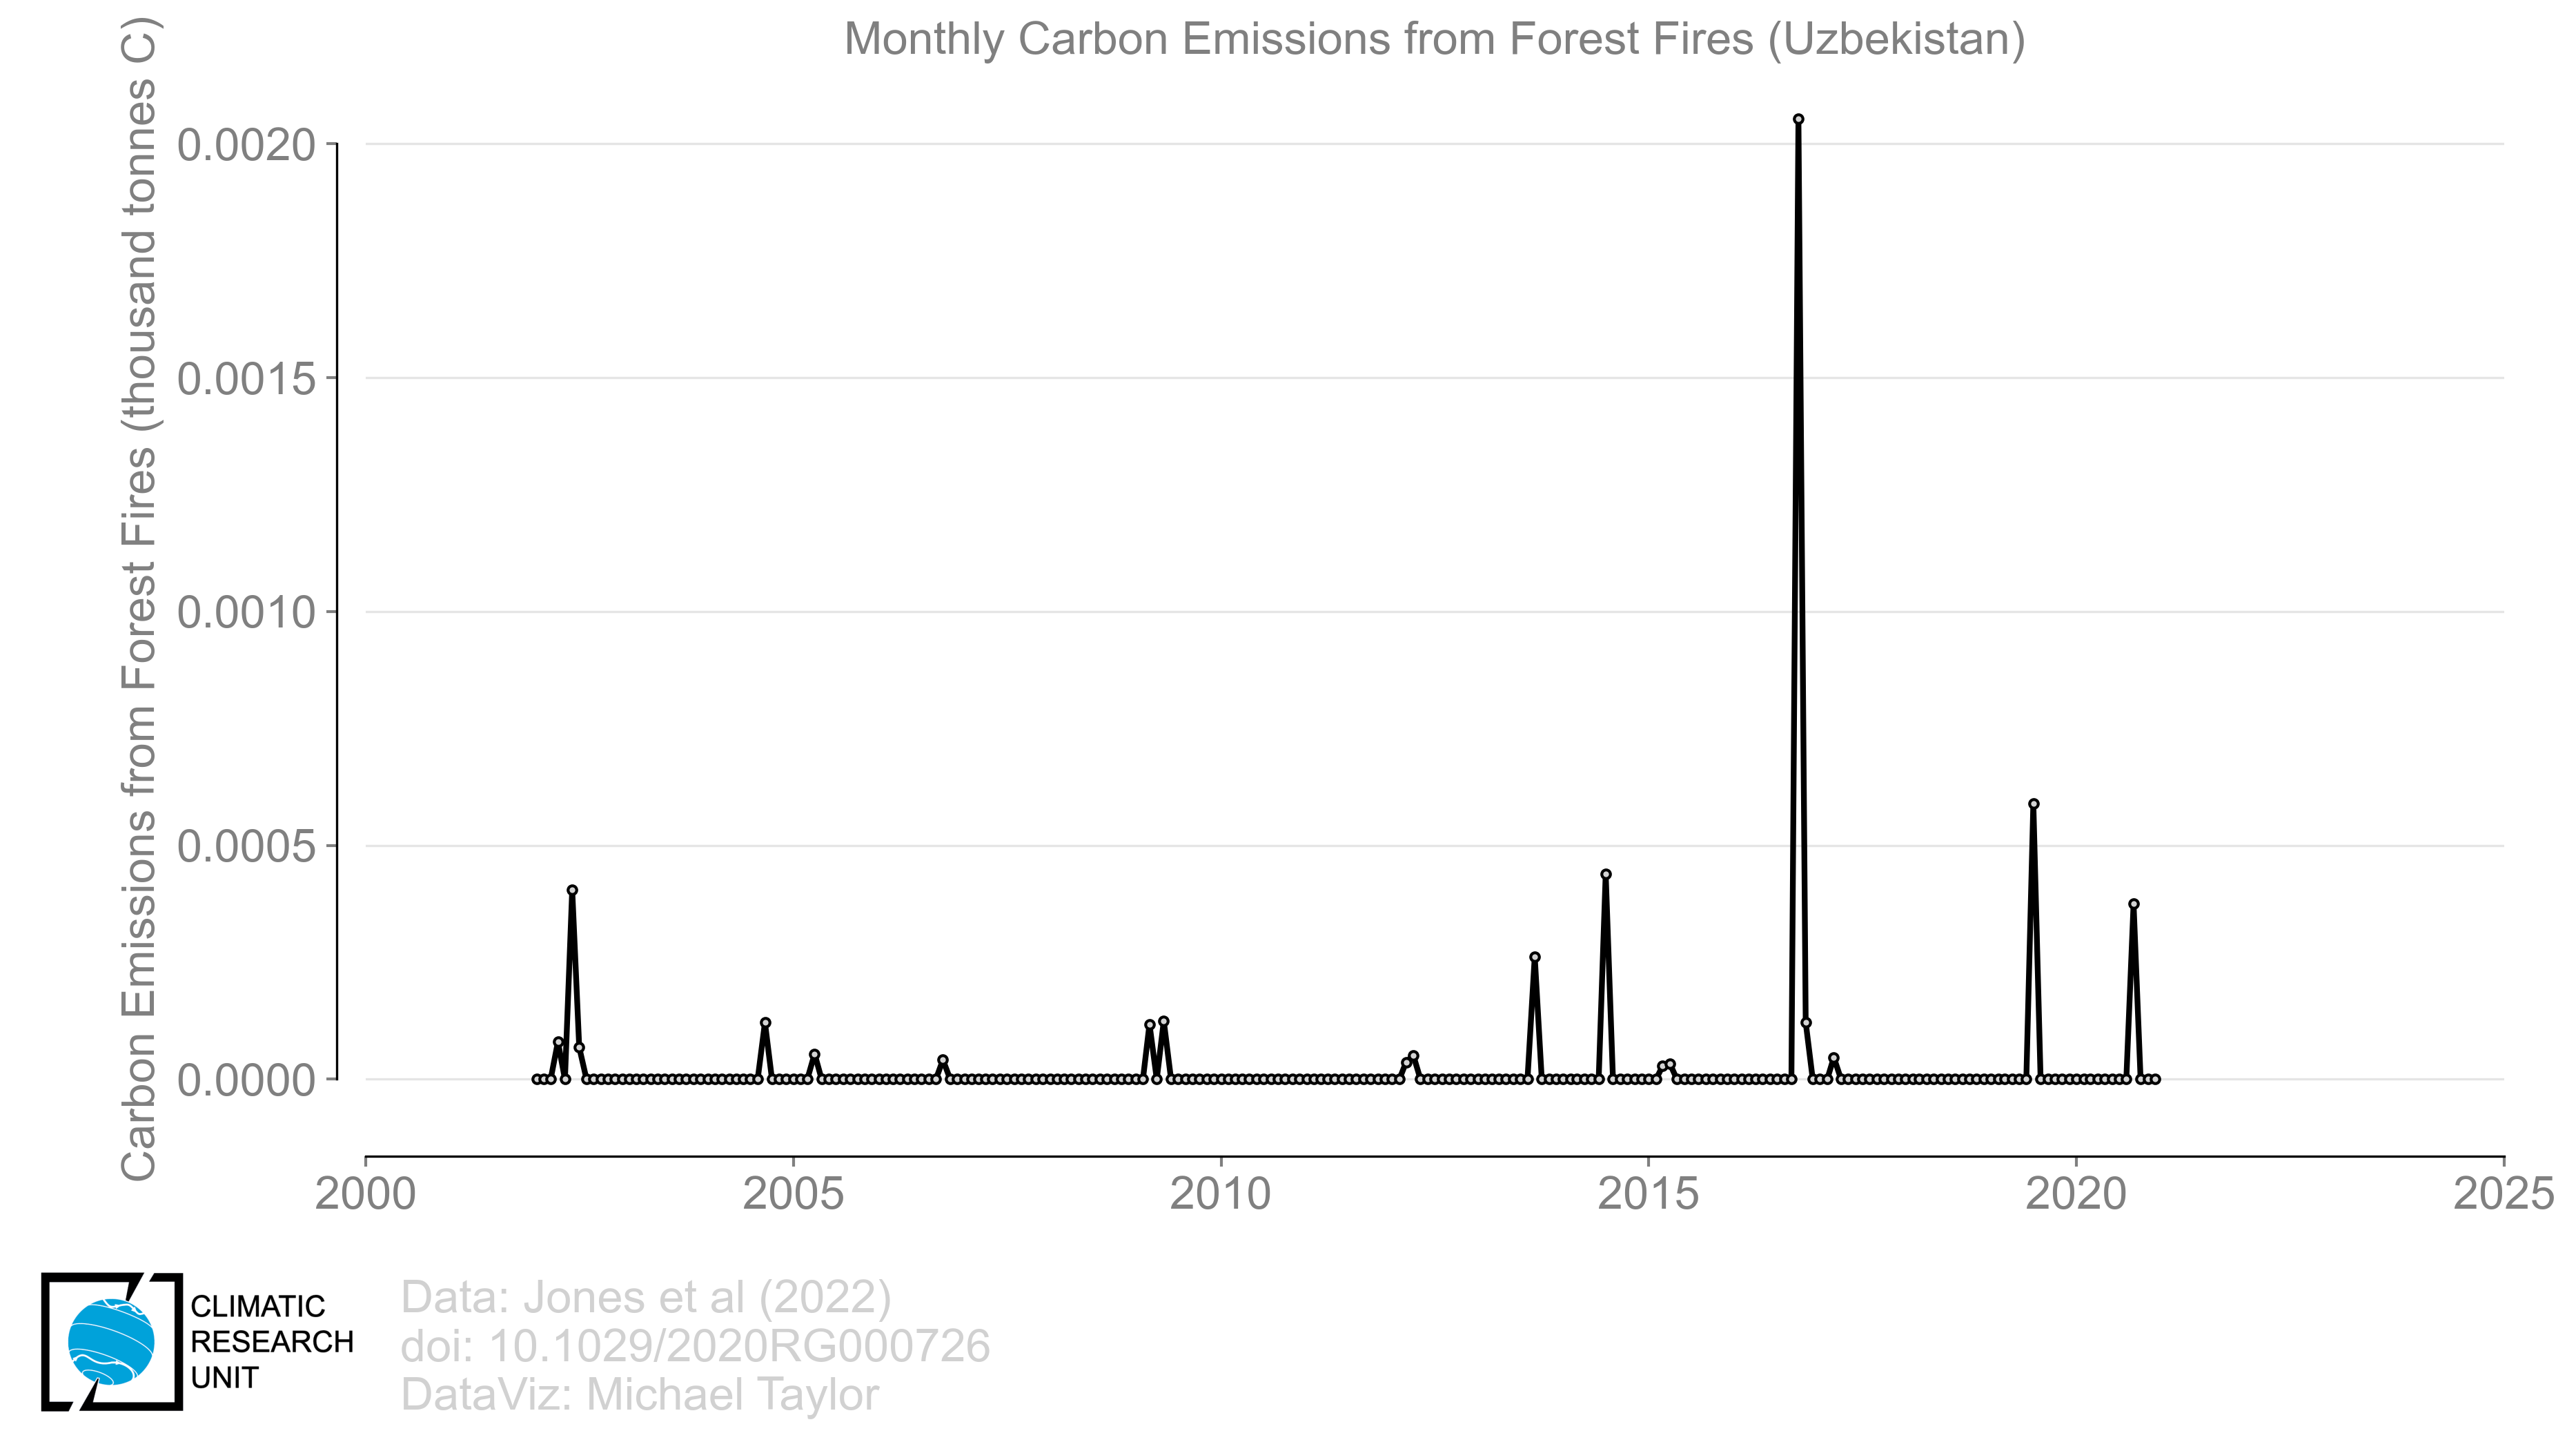 Monthly Carbon Emissions from Forest Fires (Uzbekistan)
Carbon Emissions from Forest Fires (thousand tonnes C)
0.0020
0.0015
0.0010
0.0005
0.0000
2000 2005 2010 2015 2020 2025
CLIMATIC
RESEARCH
UNIT
Data: Jones et al (2022)
doi: 10.1029/2020RG000726
DataViz: Michael Taylor